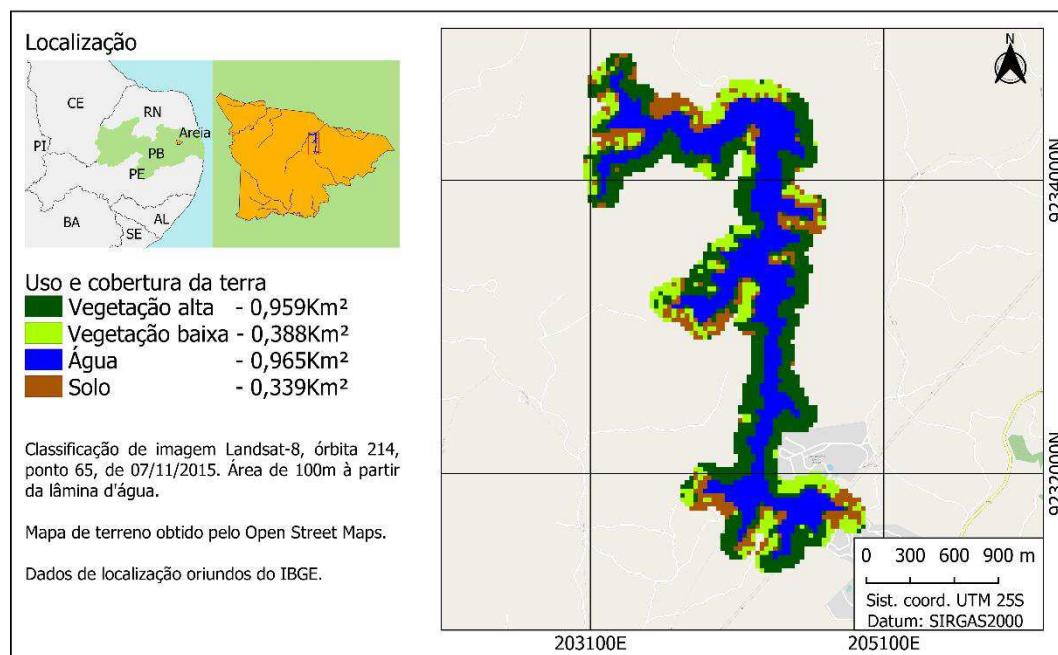 Localização
CE
RN
Areia
PI
PB
PE
BA
AL
SE
Uso e cobertura da terra
Vegetação alta - 0,959Km²
Vegetação baixa - 0,388Km²
Água - 0,965Km²
Solo - 0,339Km²
Classificação de imagem Landsat-8, órbita 214,
ponto 65, de 07/11/2015. Área de 100m à partir
da lâmina d'água.
Mapa de terreno obtido pelo Open Street Maps.
Dados de localização oriundos do IBGE.
N
9234000N
9232000N
0 300 600 900 m
Sist. coord. UTM 25S
Datum: SIRGAS2000
203100E 205100E